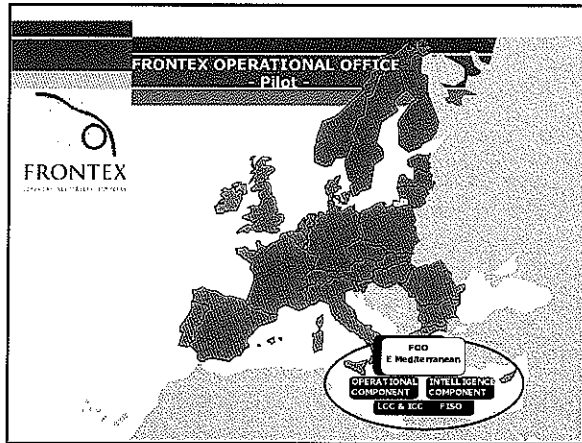 FRONTEX OPERATIONAL OFFICE
- Pilot -
FRONTEX
FOO
E Mediterranean
OPERATIONAL COMPONENT
INTELLIGENCE COMPONENT
LCC & ICC
FISO